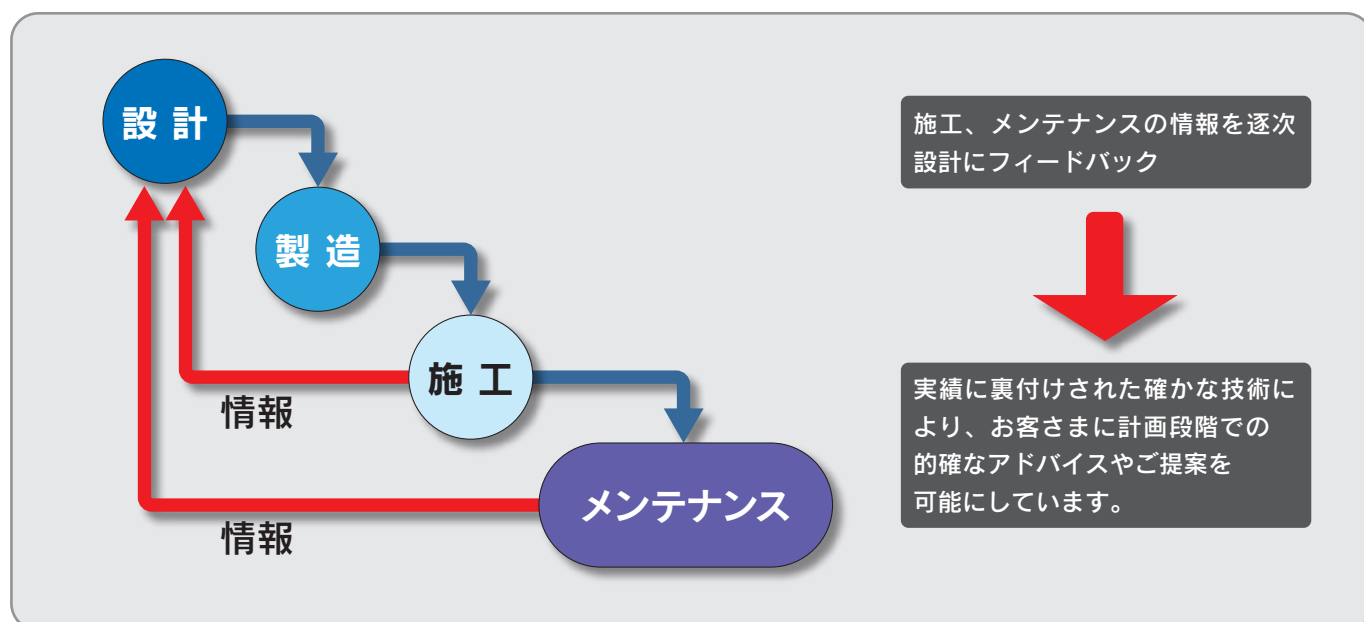 設計
製造
施工
情報
メンテナンス
情報
施工、メンテナンスの情報を逐次
設計にフィードバック
実績に裏付けされた確かな技術に
より、お客さまに計画段階での
的確なアドバイスやご提案を
可能にしています。